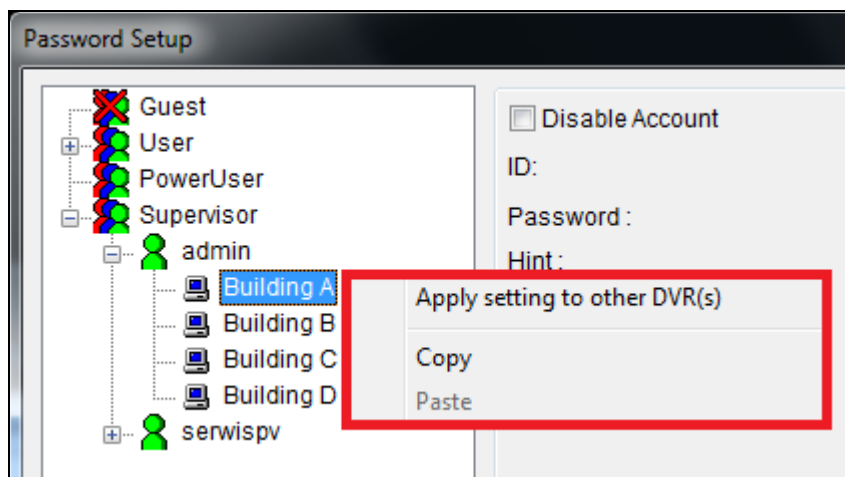 Password Setup
Guest
User
PowerUser
Supervisor
admin
Building A
Building B
Building C
Building D
serwispv
Disable Account
ID:
Password :
Hint :
Apply setting to other DVR(s)
Copy
Paste